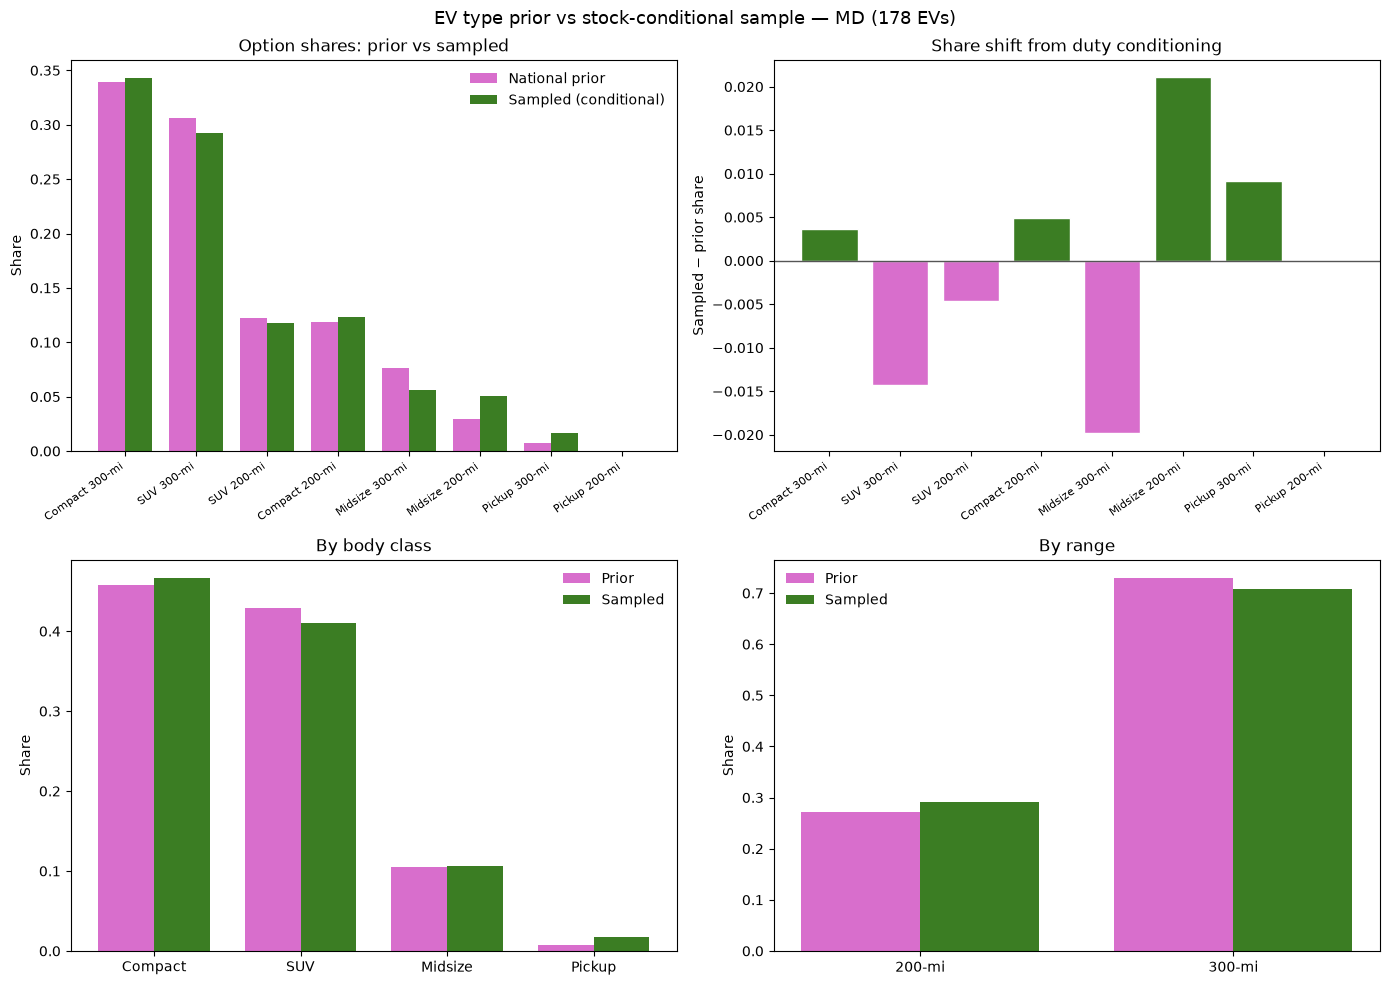 EV type prior vs stock-conditional sample — MD (178 EVs)
Option shares: prior vs sampled
Share
0.35
0.30
0.25
0.20
0.15
0.10
0.05
0.00
National prior
Sampled (conditional)
Compact 300-mi
SUV 300-mi
SUV 200-mi
Compact 200-mi
Midsize 300-mi
Midsize 200-mi
Pickup 300-mi
Pickup 200-mi
Share shift from duty conditioning
Sampled − prior share
0.020
0.015
0.010
0.005
0.000
−0.005
−0.010
−0.015
−0.020
Compact 300-mi
SUV 300-mi
SUV 200-mi
Compact 200-mi
Midsize 300-mi
Midsize 200-mi
Pickup 300-mi
Pickup 200-mi
By body class
Share
0.4
0.3
0.2
0.1
0.0
Prior
Sampled
Compact
SUV
Midsize
Pickup
By range
Share
0.7
0.6
0.5
0.4
0.3
0.2
0.1
0.0
Prior
Sampled
200-mi
300-mi